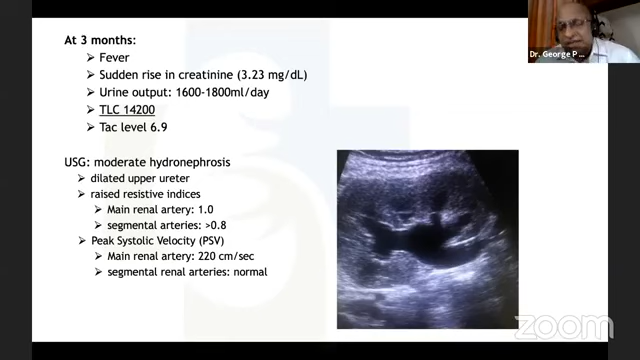 At 3 months:
Fever
Sudden rise in creatinine (3.23 mg/dL)
Urine output: 1600-1800ml/day
TLC 14200
Tac level 6.9
USG: moderate hydronephrosis
dilated upper ureter
raised resistive indices
Main renal artery: 1.0
segmental arteries: >0.8
Peak Systolic Velocity (PSV)
Main renal artery: 220 cm/sec
segmental renal arteries: normal
Dr. George P ...
zoom